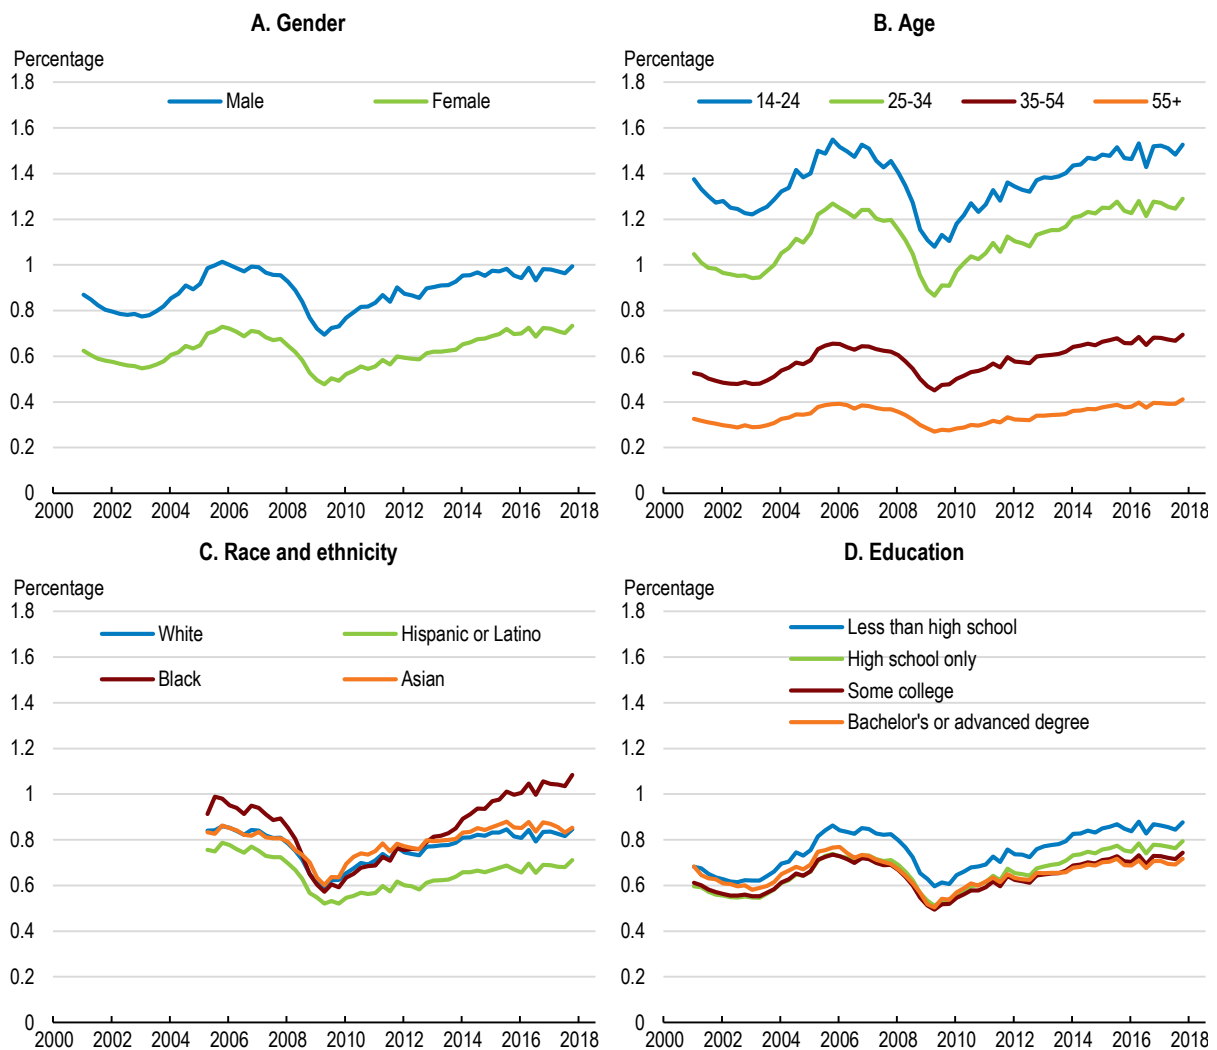 A. Gender
Percentage
1.8
Male Female
1.6
1.4
1.2
1
0.8
0.6
0.4
0.2
0
2000 2002 2004 2006 2008 2010 2012 2014 2016 2018
B. Age
Percentage
1.8
14-24 25-34 35-54 55+
1.6
1.4
1.2
1
0.8
0.6
0.4
0.2
0
2000 2002 2004 2006 2008 2010 2012 2014 2016 2018
C. Race and ethnicity
Percentage
1.8
White Hispanic or Latino
1.6
Black Asian
1.4
1.2
1
0.8
0.6
0.4
0.2
0
2000 2002 2004 2006 2008 2010 2012 2014 2016 2018
D. Education
Percentage
1.8
Less than high school
1.6
High school only
Some college
1.4
Bachelor's or advanced degree
1.2
1
0.8
0.6
0.4
0.2
0
2000 2002 2004 2006 2008 2010 2012 2014 2016 2018